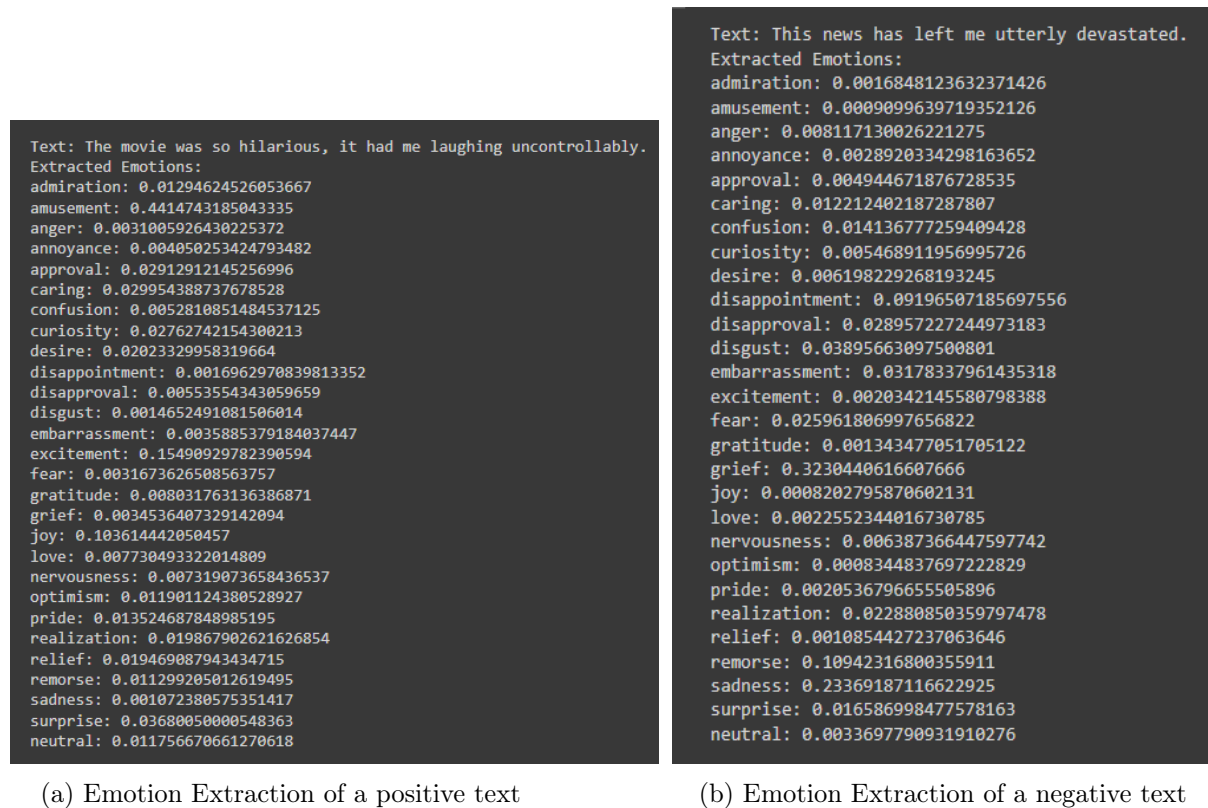 Text: The movie was so hilarious, it had me laughing uncontrollably.
Extracted Emotions:
admiration: 0.01294624526053667
amusement: 0.4414743185043335
anger: 0.0031005926430225372
annoyance: 0.004050253424793482
approval: 0.02912912145256996
caring: 0.029954388737678528
confusion: 0.0052810851484537125
curiosity: 0.02762742154300213
desire: 0.02023329958319664
disappointment: 0.0016962970839813352
disapproval: 0.00553554343059659
disgust: 0.0014652491081506014
embarrassment: 0.0035885379184037447
excitement: 0.15490929782390594
fear: 0.0031673626508563757
gratitude: 0.008031763136386871
grief: 0.0034536407329142094
joy: 0.103614442050457
love: 0.007730493322014809
nervousness: 0.007319073658436537
optimism: 0.011901124380528927
pride: 0.013524687848985195
realization: 0.019867902621626854
relief: 0.019469087943434715
remorse: 0.011299205012619495
sadness: 0.001072380575351417
surprise: 0.03680050000548363
neutral: 0.011756670661270618
(a) Emotion Extraction of a positive text
Text: This news has left me utterly devastated.
Extracted Emotions:
admiration: 0.0016848123632371426
amusement: 0.0009099639719352126
anger: 0.008117130026221275
annoyance: 0.0028920334298163652
approval: 0.004944671876728535
caring: 0.012212402187287807
confusion: 0.014136777259409428
curiosity: 0.005468911956995726
desire: 0.006198229268193245
disappointment: 0.09196507185697556
disapproval: 0.028957227244973183
disgust: 0.03895663097500801
embarrassment: 0.03178337961435318
excitement: 0.0020342145580798388
fear: 0.025961806997656822
gratitude: 0.001343477051705122
grief: 0.3230440616607666
joy: 0.0008202795870602131
love: 0.0022552344016730785
nervousness: 0.006387366447597742
optimism: 0.0008344837697222829
pride: 0.0020536796655505896
realization: 0.022880850359797478
relief: 0.0010854427237063646
remorse: 0.10942316800355911
sadness: 0.23369187116622925
surprise: 0.016586998477578163
neutral: 0.0033697790931910276
(b) Emotion Extraction of a negative text